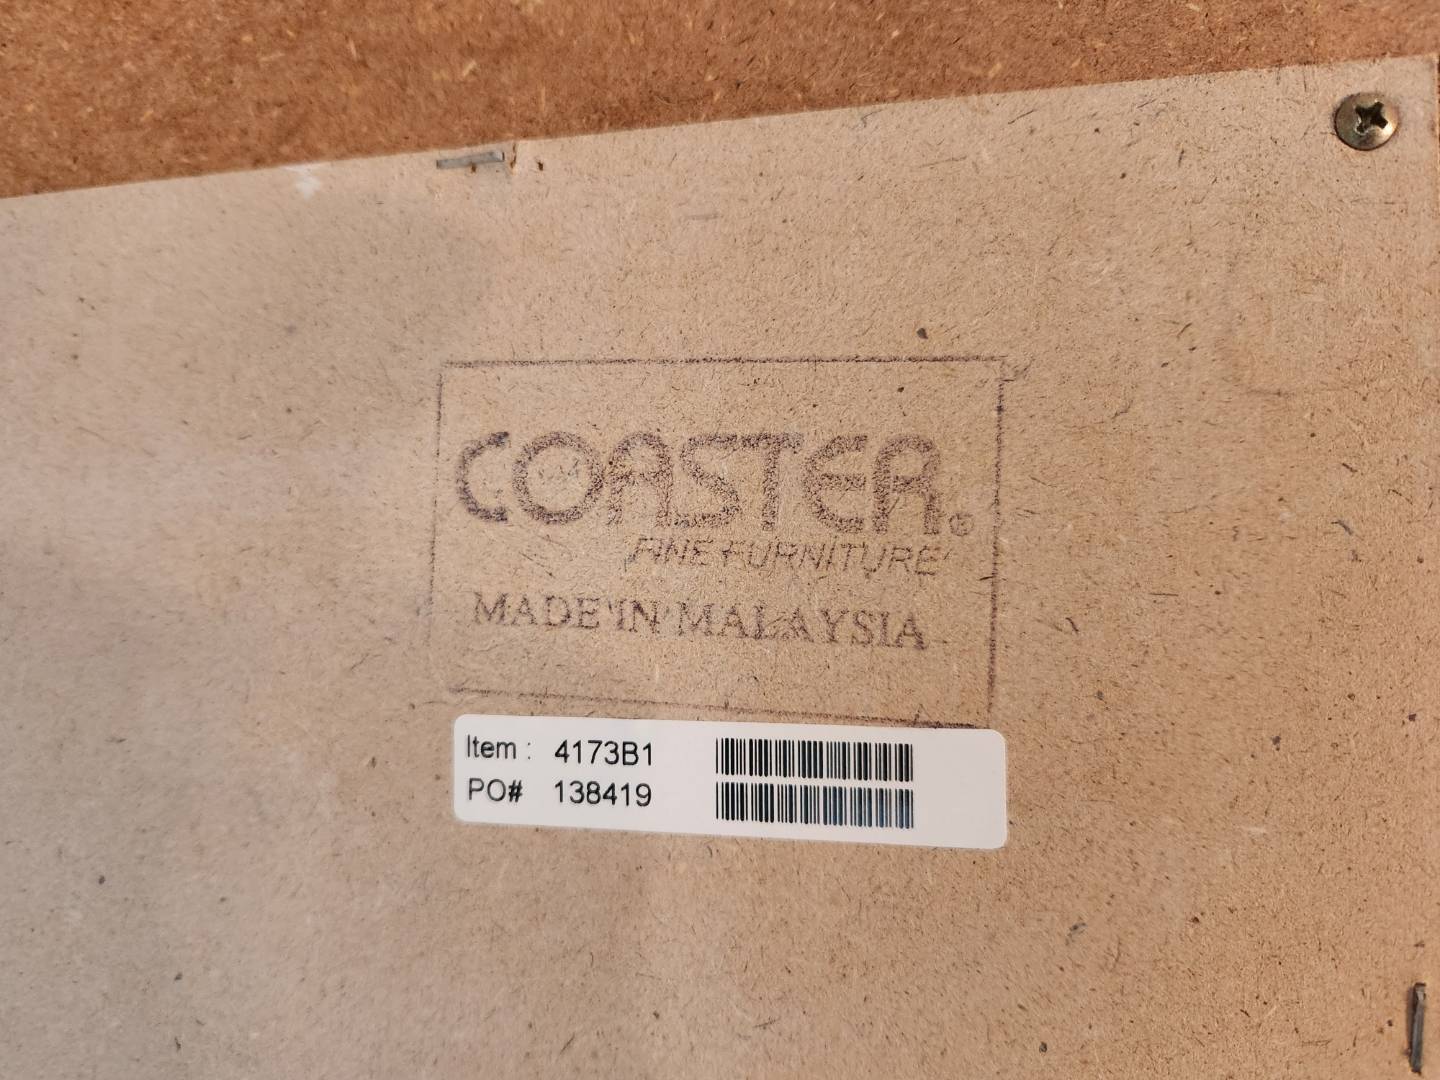 COASTER®
FINE FURNITURE
MADE IN MALAYSIA
Item : 4173B1
PO# 138419